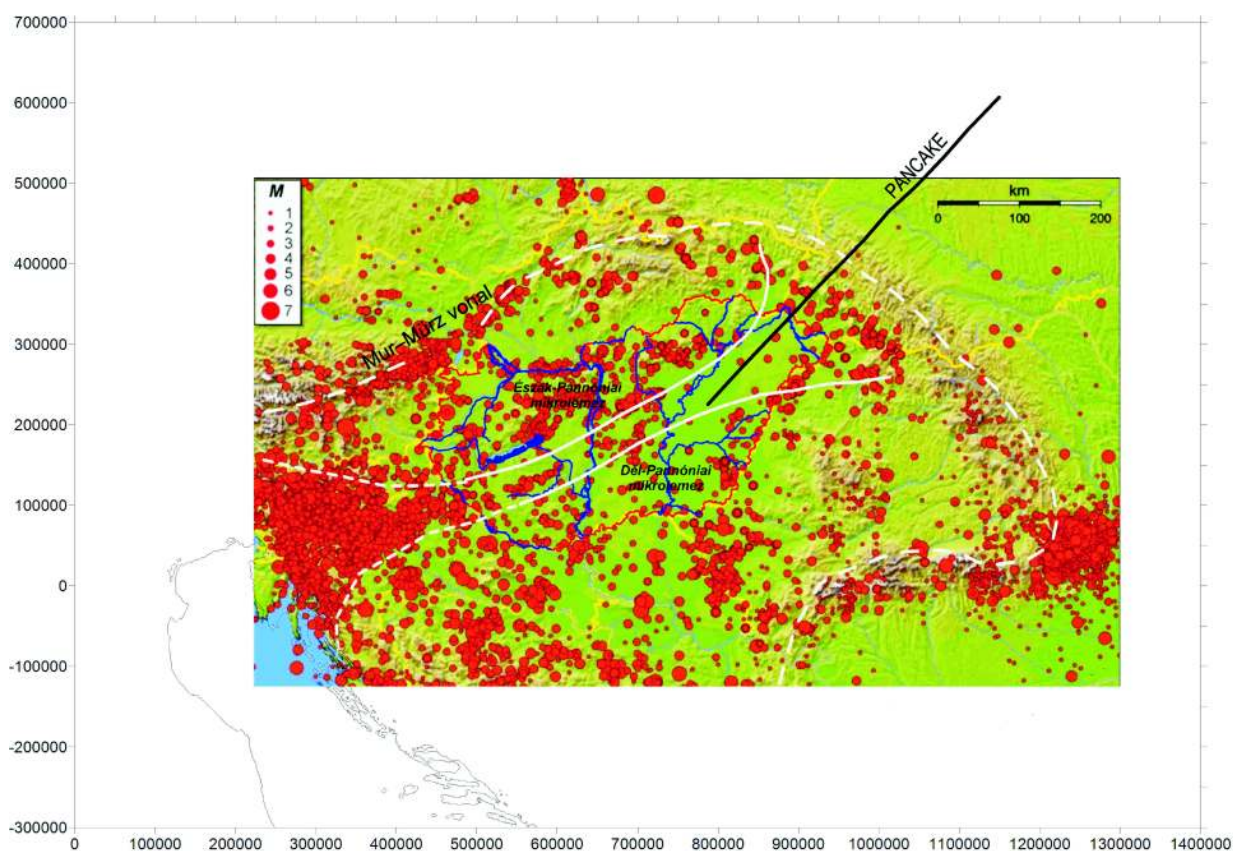 700000
600000
500000
400000
300000
200000
100000
0
-100000
-200000
-300000
0 100000 200000 300000 400000 500000 600000 700000 800000 900000 1000000 1100000 1200000 1300000 1400000
M
1
2
3
4
5
6
7
PANCAKE
km
0 100 200
Mur–Mürz vonal
Észak-Pannóniai
mikrolemez
Dél-Pannóniai
mikrolemez